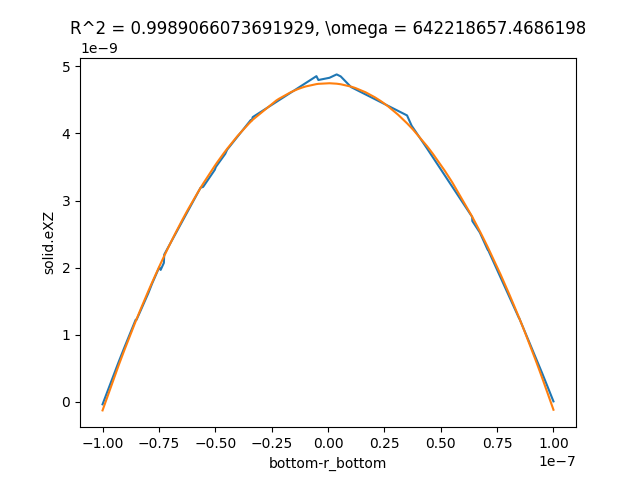 R^2 = 0.9989066073691929, \omega = 642218657.4686198
1e−9
5
4
3
2
1
0
solid.eXZ
−1.00 −0.75 −0.50 −0.25 0.00 0.25 0.50 0.75 1.00
bottom-r_bottom
1e−7